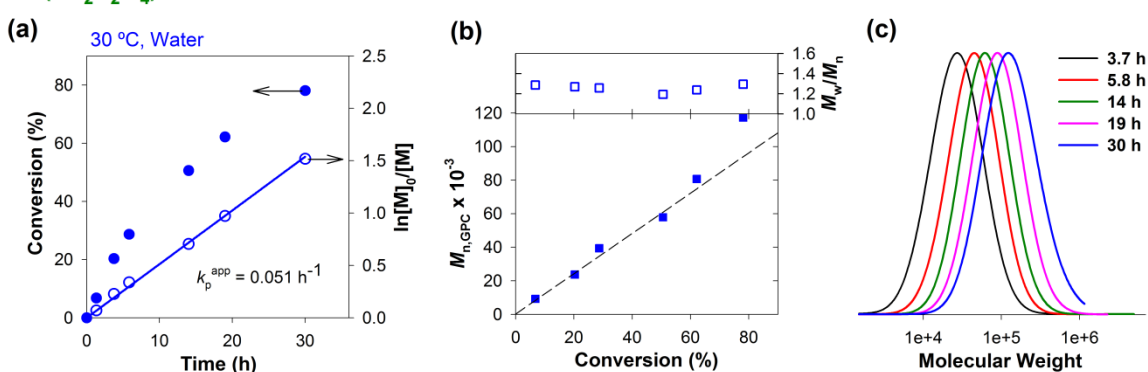 2 2 4
(a)
30 ºC, Water
Conversion (%)
80
60
40
20
0
2.5
2.0
1.5
1.0
0.5
0.0
ln[M]0/[M]
kpapp = 0.051 h-1
0 10 20 30
Time (h)
(b)
1.6
1.4
1.2
1.0
Mw/Mn
120
100
80
60
40
20
0
Mn,GPC x 10-3
0 20 40 60 80
Conversion (%)
(c)
3.7 h
5.8 h
14 h
19 h
30 h
1e+4 1e+5 1e+6
Molecular Weight